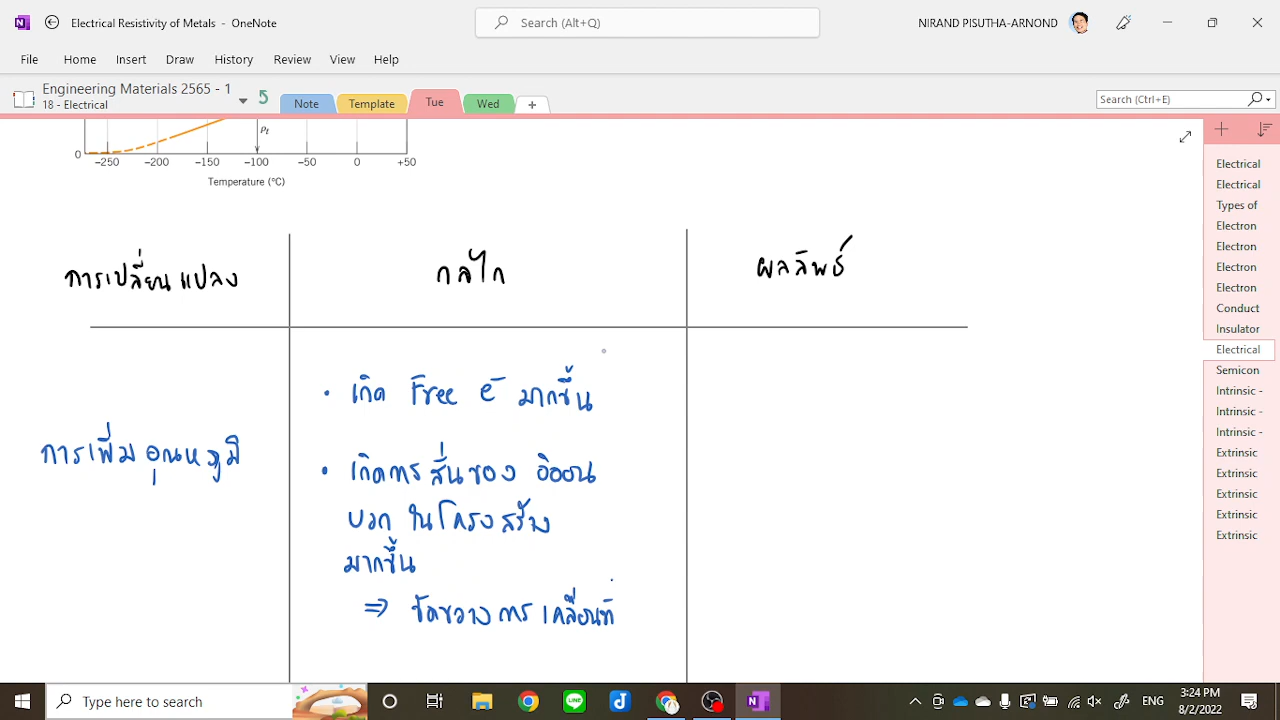 Electrical Resistivity of Metals - OneNote
Search (Alt+Q)
NIRAND PISUTHA-ARNOND
File Home Insert Draw History Review View Help
Engineering Materials 2565 - 1
18 - Electrical
Note Template Tue Wed +
Search (Ctrl+E)
ρt
0
-250 -200 -150 -100 -50 0 +50
Temperature (°C)
การเปลี่ยนแปลง กลไก ผลลัพธ์
การเพิ่มอุณหภูมิ
• เกิด Free e⁻ มากขึ้น
• เกิดการสั่นของ อิออน
บวก ในโครงสร้าง
มากขึ้น
⇒ ขัดขวางการเคลื่อนที่
Electrical
Electrical
Types of
Electron
Electron
Electron
Electron
Conduct
Insulator
Electrical
Semicon
Intrinsic -
Intrinsic -
Intrinsic -
Extrinsic
Extrinsic
Extrinsic
Extrinsic
Extrinsic
Type here to search
ENG
3:24 PM
8/2/2022